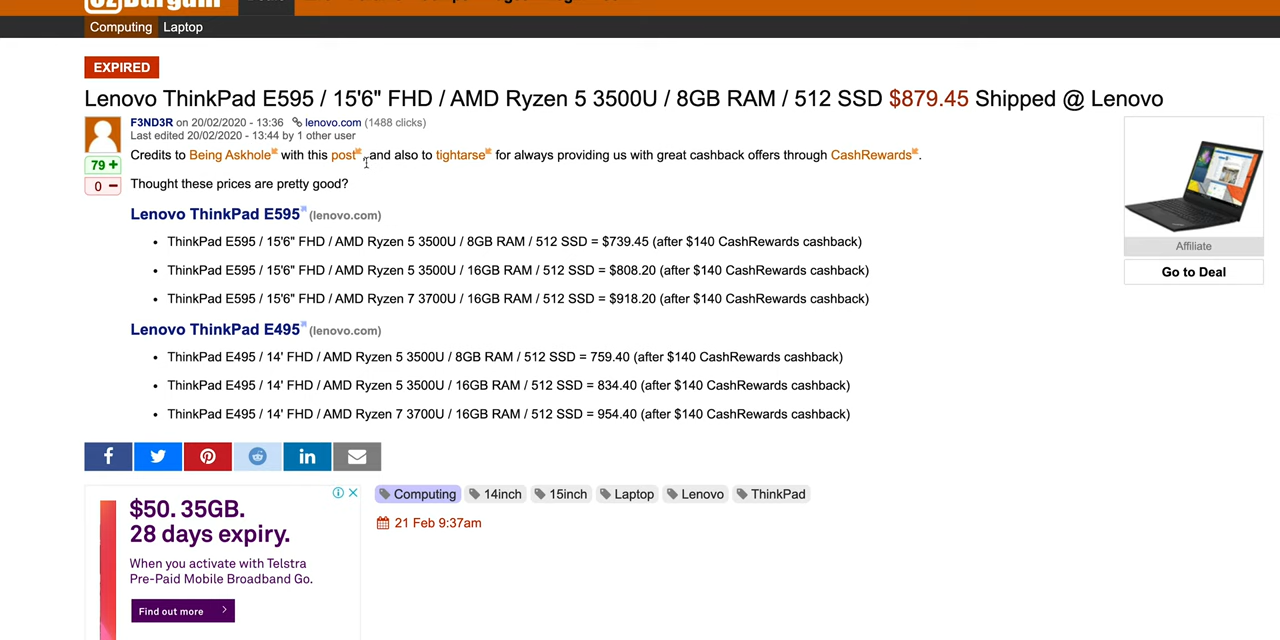 Computing Laptop
EXPIRED
Lenovo ThinkPad E595 / 15'6" FHD / AMD Ryzen 5 3500U / 8GB RAM / 512 SSD $879.45 Shipped @ Lenovo
F3ND3R on 20/02/2020 - 13:36 lenovo.com (1488 clicks)
Last edited 20/02/2020 - 13:44 by 1 other user
79 +
0 −
Credits to Being Askhole with this post, and also to tightarse for always providing us with great cashback offers through CashRewards.
Thought these prices are pretty good?
Lenovo ThinkPad E595 (lenovo.com)
• ThinkPad E595 / 15'6" FHD / AMD Ryzen 5 3500U / 8GB RAM / 512 SSD = $739.45 (after $140 CashRewards cashback)
• ThinkPad E595 / 15'6" FHD / AMD Ryzen 5 3500U / 16GB RAM / 512 SSD = $808.20 (after $140 CashRewards cashback)
• ThinkPad E595 / 15'6" FHD / AMD Ryzen 7 3700U / 16GB RAM / 512 SSD = $918.20 (after $140 CashRewards cashback)
Lenovo ThinkPad E495 (lenovo.com)
• ThinkPad E495 / 14' FHD / AMD Ryzen 5 3500U / 8GB RAM / 512 SSD = 759.40 (after $140 CashRewards cashback)
• ThinkPad E495 / 14' FHD / AMD Ryzen 5 3500U / 16GB RAM / 512 SSD = 834.40 (after $140 CashRewards cashback)
• ThinkPad E495 / 14' FHD / AMD Ryzen 7 3700U / 16GB RAM / 512 SSD = 954.40 (after $140 CashRewards cashback)
Affiliate
Go to Deal
Computing 14inch 15inch Laptop Lenovo ThinkPad
21 Feb 9:37am
$50. 35GB.
28 days expiry.
When you activate with Telstra
Pre-Paid Mobile Broadband Go.
Find out more